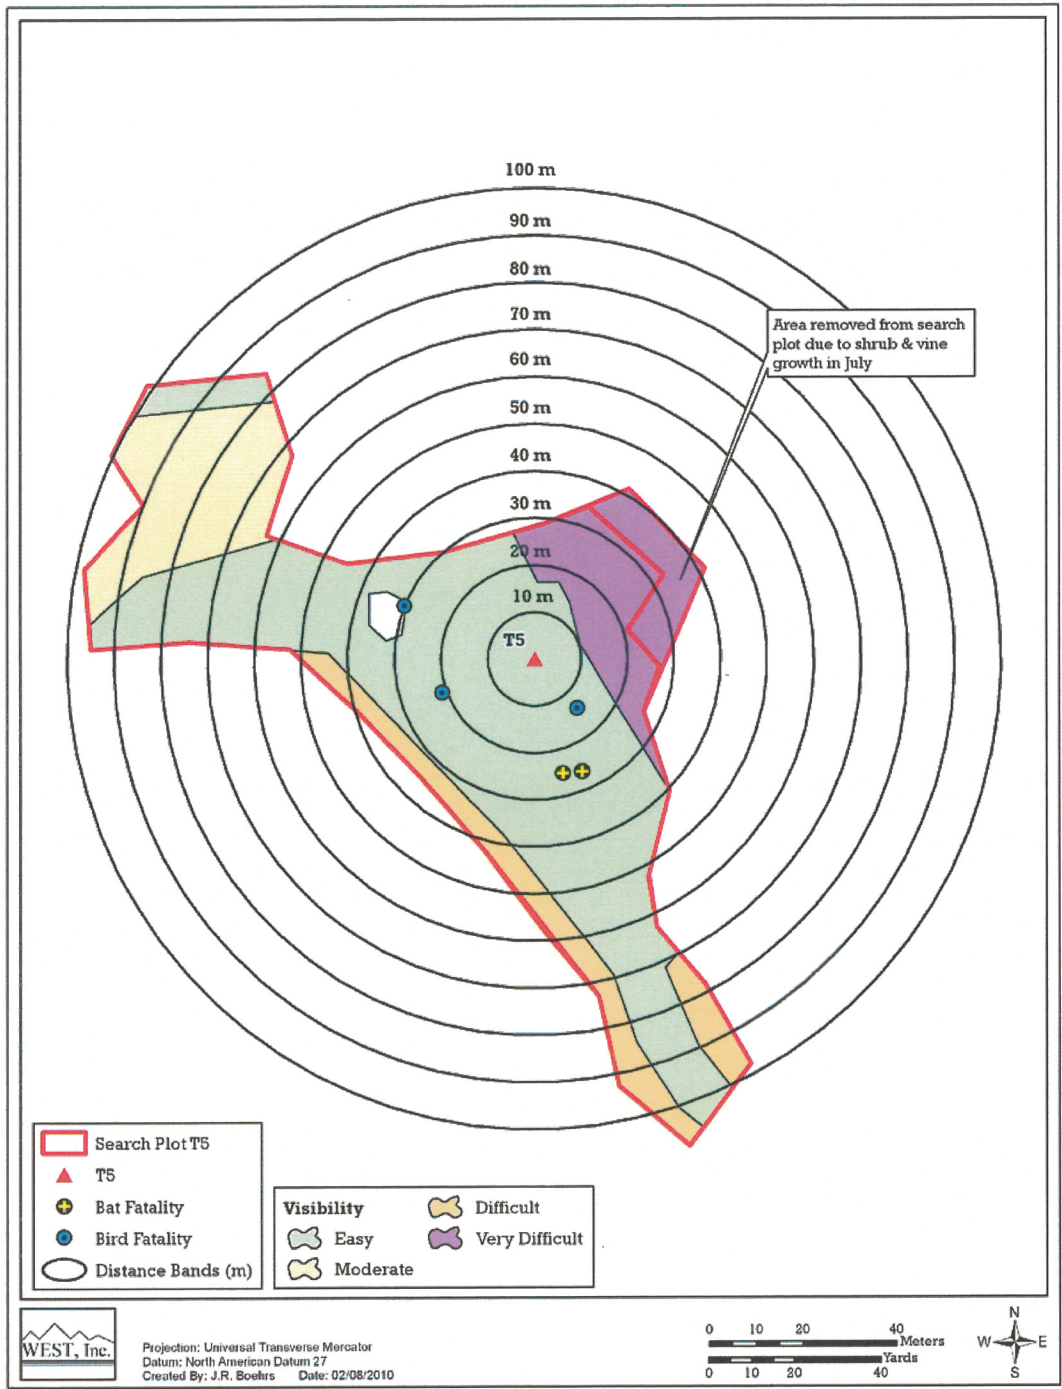 100 m
90 m
80 m
70 m
60 m
50 m
40 m
30 m
20 m
10 m
T5
Area removed from search
plot due to shrub & vine
growth in July
Search Plot T5
T5
Bat Fatality
Bird Fatality
Distance Bands (m)
Visibility
Easy
Moderate
Difficult
Very Difficult
WEST, Inc.
Projection: Universal Transverse Mercator
Datum: North American Datum 27
Created By: J.R. Boehrs Date: 02/08/2010
0 10 20 40
Meters
Yards
0 10 20 40
N
W E
S